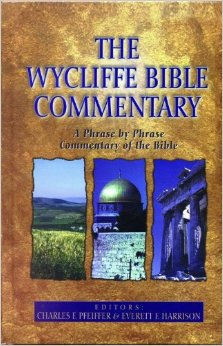 THE
WYCLIFFE BIBLE
COMMENTARY
A Phrase by Phrase
Commentary of the Bible
EDITORS:
CHARLES F. PFEIFFER & EVERETT F. HARRISON